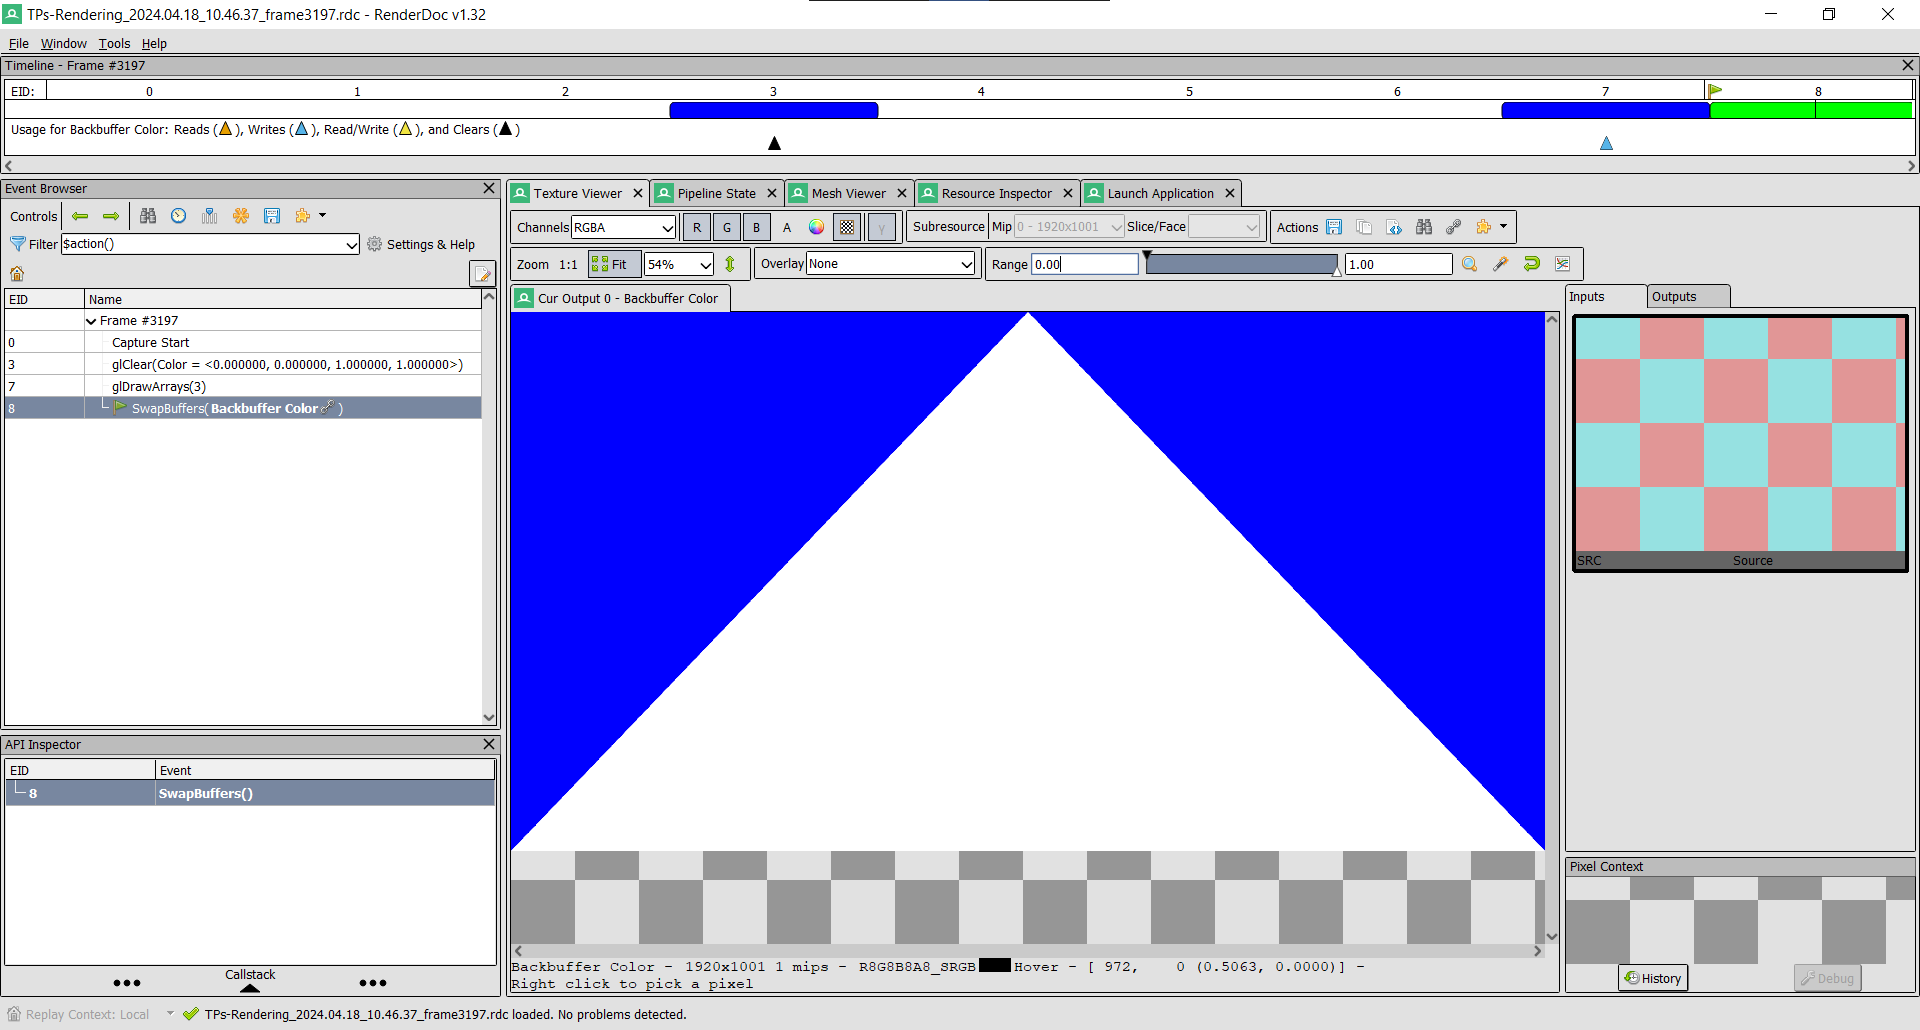 TPs-Rendering_2024.04.18_10.46.37_frame3197.rdc - RenderDoc v1.32
File Window Tools Help
Timeline - Frame #3197
EID: 0 1 2 3 4 5 6 7 8
Usage for Backbuffer Color: Reads ( ), Writes ( ), Read/Write ( ), and Clears ( )
Event Browser
Controls
Filter $action() Settings & Help
EID Name
Frame #3197
0 Capture Start
3 glClear(Color = <0.000000, 0.000000, 1.000000, 1.000000>)
7 glDrawArrays(3)
8 SwapBuffers(Backbuffer Color )
API Inspector
EID Event
8 SwapBuffers()
Callstack
Texture Viewer Pipeline State Mesh Viewer Resource Inspector Launch Application
Channels RGBA R G B A γ Subresource Mip 0 - 1920x1001 Slice/Face Actions
Zoom 1:1 Fit 54% Overlay None Range 0.00 1.00
Cur Output 0 - Backbuffer Color
Backbuffer Color - 1920x1001 1 mips - R8G8B8A8_SRGB Hover - [ 972, 0 (0.5063, 0.0000)] -
Right click to pick a pixel
Inputs Outputs
SRC Source
Pixel Context
History Debug
Replay Context: Local TPs-Rendering_2024.04.18_10.46.37_frame3197.rdc loaded. No problems detected.